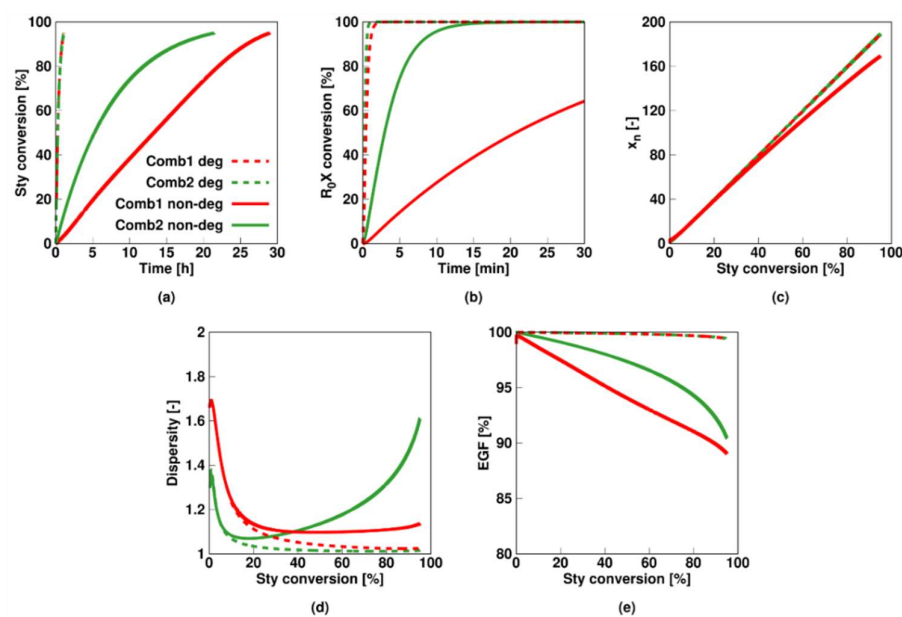 100
80
60
40
20
0
Sty conversion [%]
Comb1 deg
Comb2 deg
Comb1 non-deg
Comb2 non-deg
0 5 10 15 20 25 30
Time [h]
(a)
100
80
60
40
20
0
R₀X conversion [%]
0 5 10 15 20 25 30
Time [min]
(b)
200
160
120
80
40
0
xₙ [-]
0 20 40 60 80 100
Sty conversion [%]
(c)
2
1.8
1.6
1.4
1.2
1
Dispersity [-]
0 20 40 60 80 100
Sty conversion [%]
(d)
100
95
90
85
80
EGF [%]
0 20 40 60 80 100
Sty conversion [%]
(e)